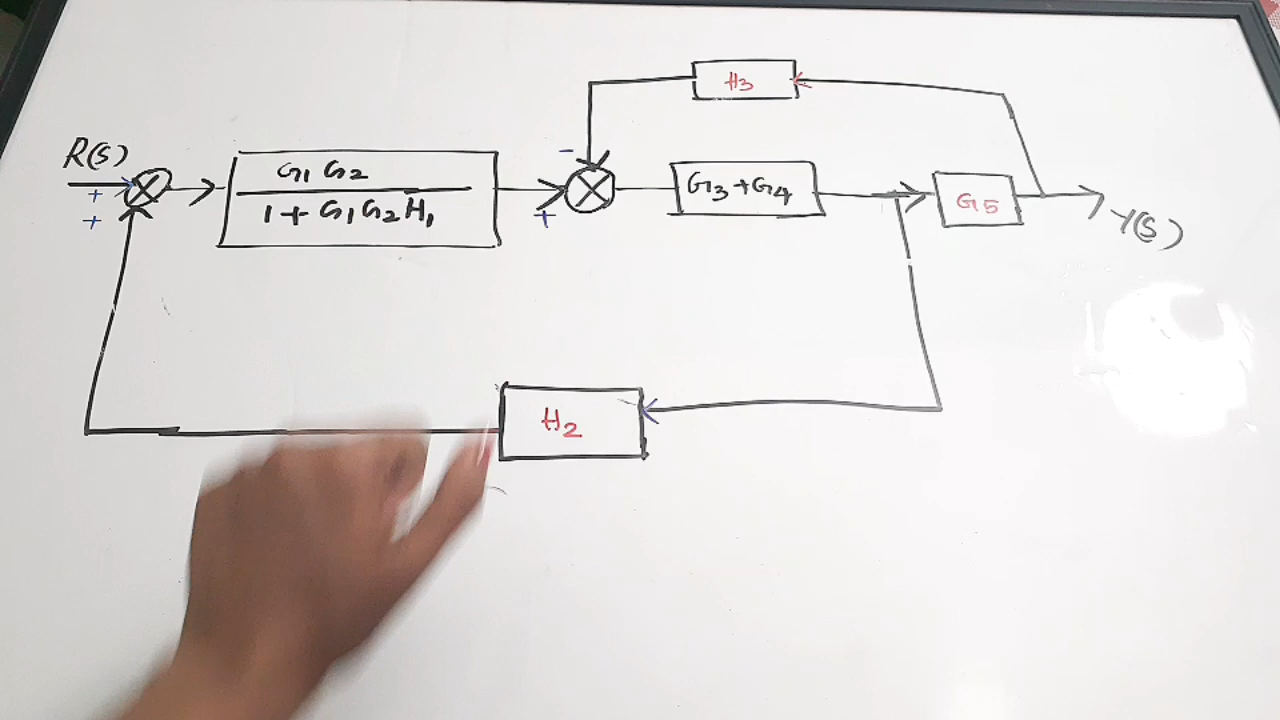 H3
R(S)
+
+
G1 G2
1 + G1G2H1
-
+
G3+G4
G5
Y(S)
H2